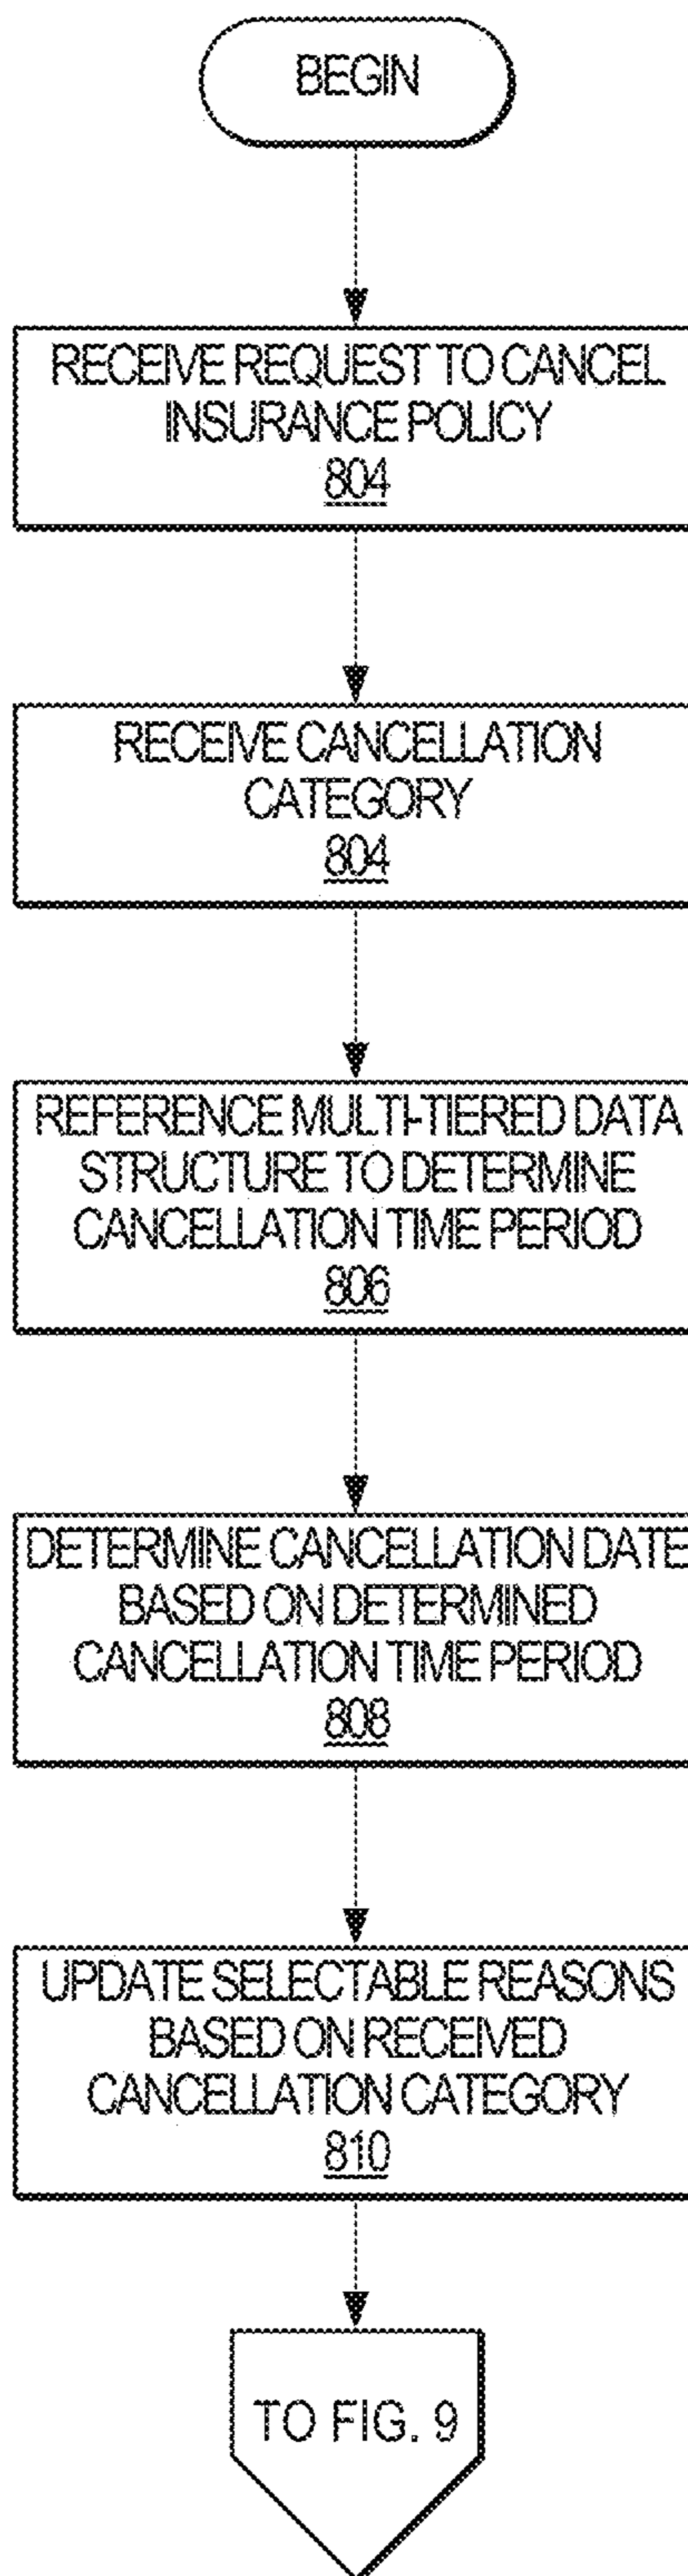 BEGIN
RECEIVE REQUEST TO CANCEL
INSURANCE POLICY
804
RECEIVE CANCELLATION
CATEGORY
804
REFERENCE MULTI-TIERED DATA
STRUCTURE TO DETERMINE
CANCELLATION TIME PERIOD
806
DETERMINE CANCELLATION DATE
BASED ON DETERMINED
CANCELLATION TIME PERIOD
808
UPDATE SELECTABLE REASONS
BASED ON RECEIVED
CANCELLATION CATEGORY
810
TO FIG. 9